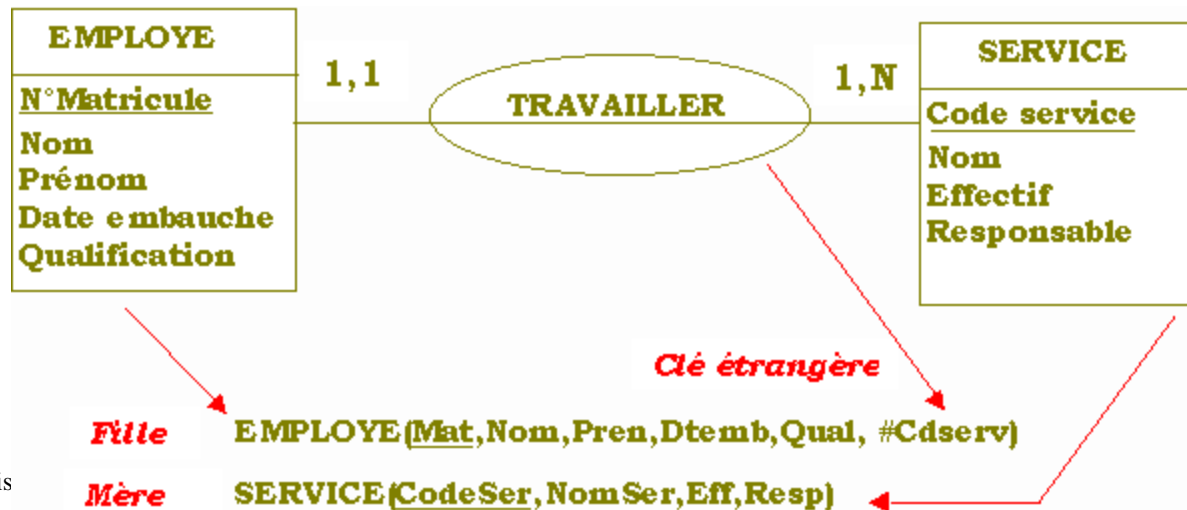 EMPLOYE
N°Matricule
Nom
Prénom
Date embauche
Qualification
1,1
TRAVAILLER
1,N
SERVICE
Code service
Nom
Effectif
Responsable
Clé étrangère
Fille EMPLOYE(Mat,Nom,Pren,Dtemb,Qual, #Cdserv)
is
Mère SERVICE(CodeSer,NomSer,Eff,Resp)